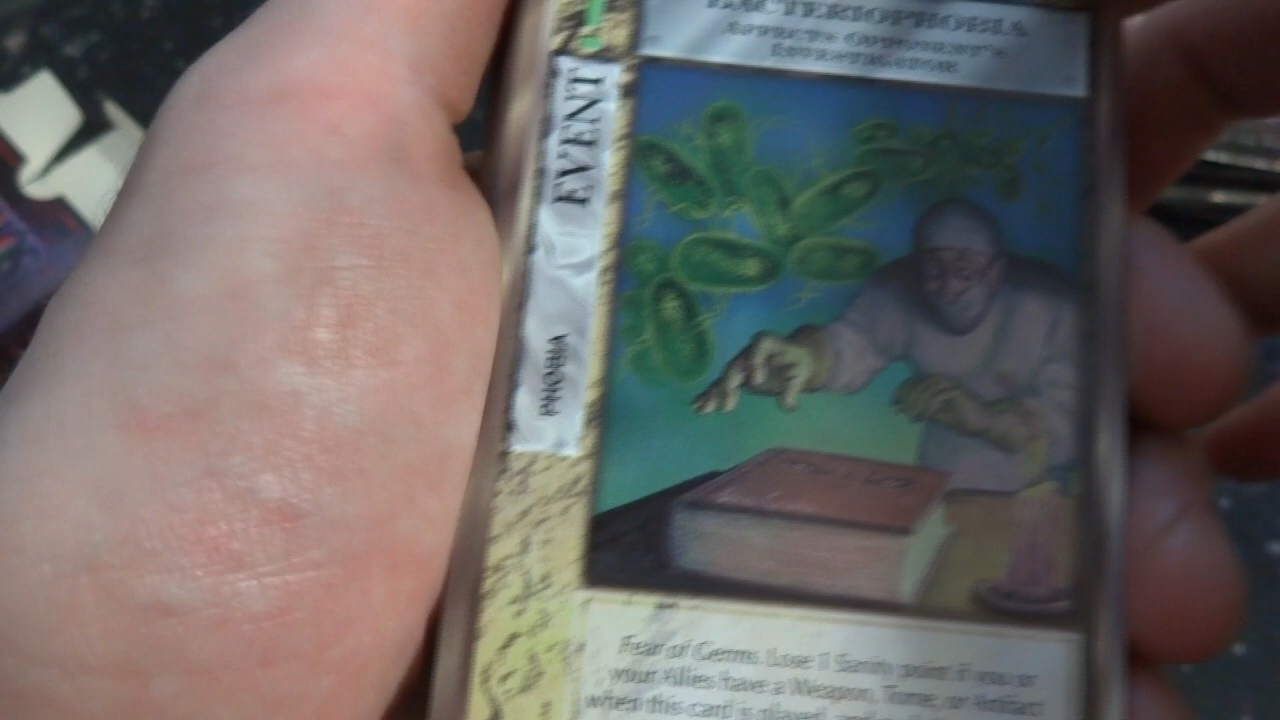 BACTERIOPHOBIA
AFFECTS OPPONENT'S
INVESTIGATOR
EVENT
PHOBIA
Fear of Germs. Lose 1 Sanity point if you or
your Allies have a Weapon, Tome, or Artifact
when this card is played, and